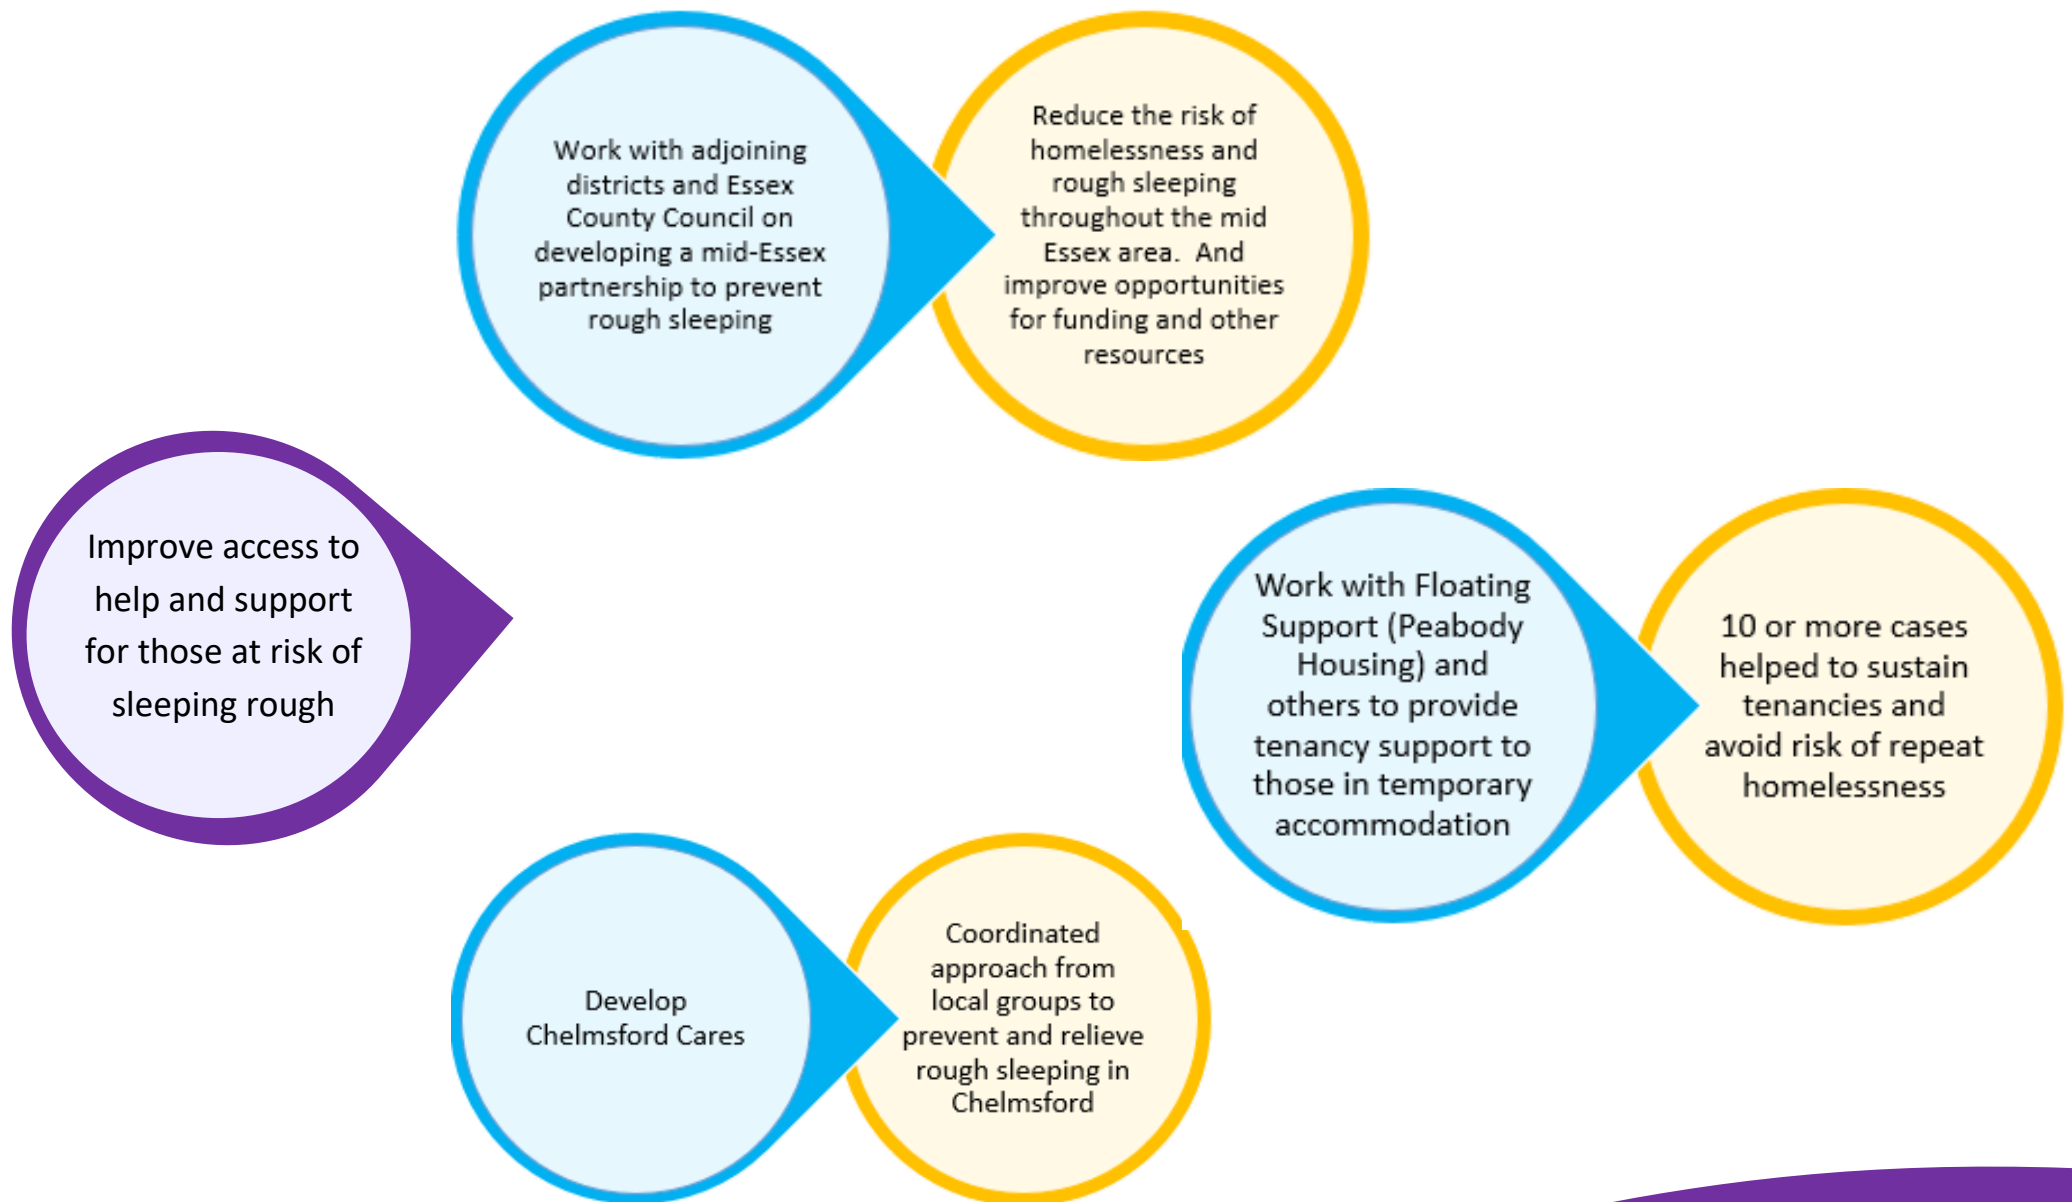 Work with adjoining
districts and Essex
County Council on
developing a mid-Essex
partnership to prevent
rough sleeping
Reduce the risk of
homelessness and
rough sleeping
throughout the mid
Essex area.  And
improve opportunities
for funding and other
resources
Improve access to
help and support
for those at risk of
sleeping rough
Work with Floating
Support (Peabody
Housing) and
others to provide
tenancy support to
those in temporary
accommodation
10 or more cases
helped to sustain
tenancies and
avoid risk of repeat
homelessness
Develop
Chelmsford Cares
Coordinated
approach from
local groups to
prevent and relieve
rough sleeping in
Chelmsford